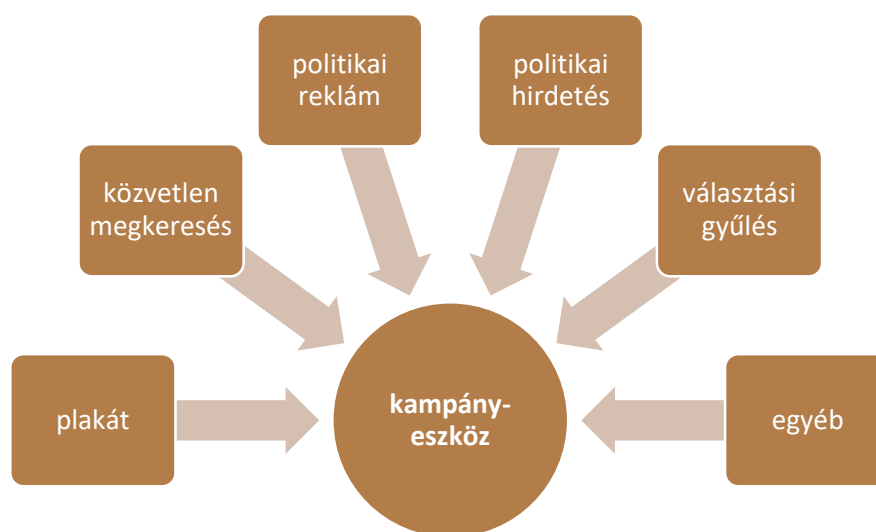 politikai
reklám
politikai
hirdetés
közvetlen
megkeresés
választási
gyűlés
plakát
kampány-
eszköz
egyéb